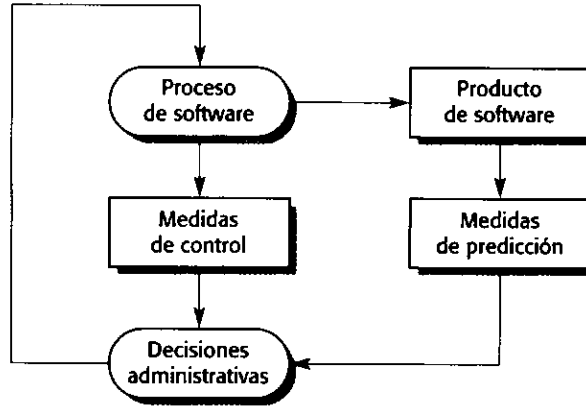 Proceso
de software
Producto
de software
Medidas
de control
Medidas
de predicción
Decisiones
administrativas